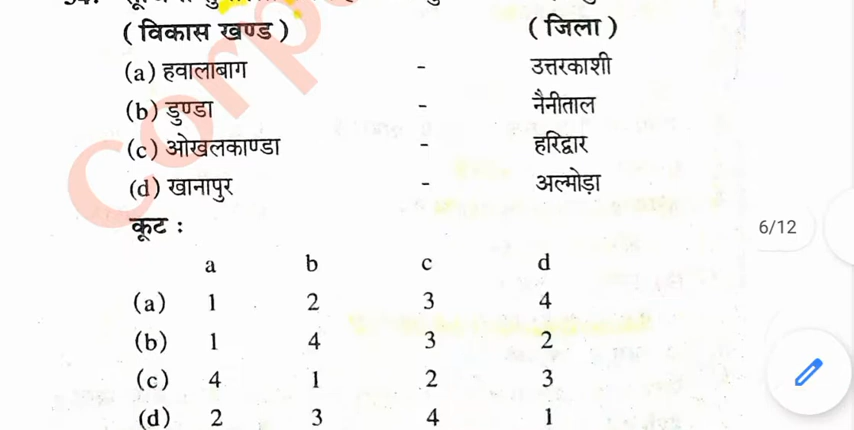 ( विकास खण्ड ) ( जिला )
(a) हवालाबाग - उत्तरकाशी
(b) डुण्डा - नैनीताल
(c) ओखलकाण्डा - हरिद्वार
(d) खानापुर - अल्मोड़ा
कूट :
a b c d
(a) 1 2 3 4
(b) 1 4 3 2
(c) 4 1 2 3
(d) 2 3 4 1
6/12
Corp